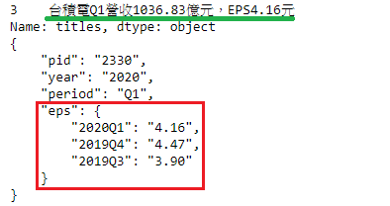 3    台積電Q1營收1036.83億元，EPS4.16元
Name: titles, dtype: object
{
    "pid": "2330",
    "year": "2020",
    "period": "Q1",
    "eps": {
        "2020Q1": "4.16",
        "2019Q4": "4.47",
        "2019Q3": "3.90"
    }
}